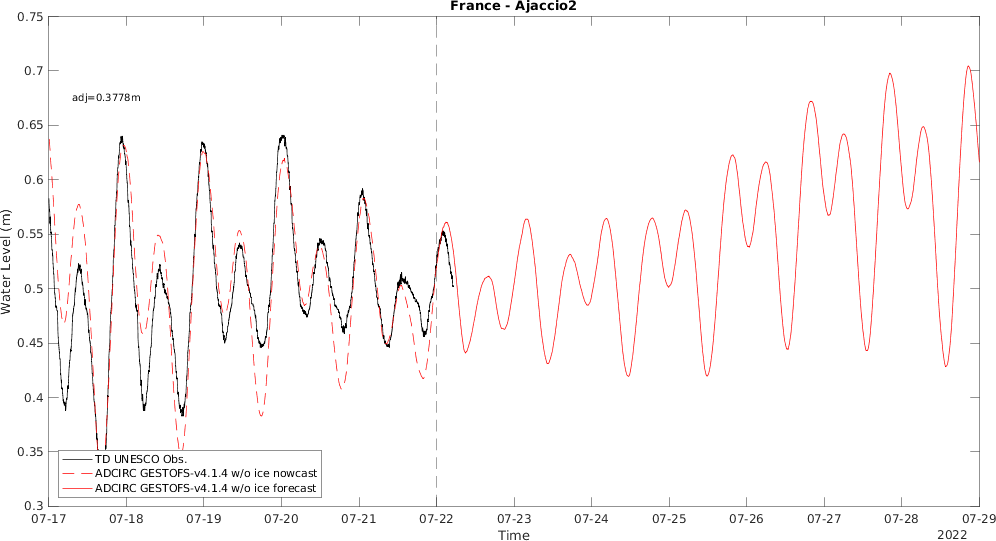 France - Ajaccio2
0.75
0.7
0.65
0.6
0.55
0.5
0.45
0.4
0.35
0.3
Water Level (m)
adj=0.3778m
TD UNESCO Obs.
ADCIRC GESTOFS-v4.1.4 w/o ice nowcast
ADCIRC GESTOFS-v4.1.4 w/o ice forecast
07-17 07-18 07-19 07-20 07-21 07-22 07-23 07-24 07-25 07-26 07-27 07-28 07-29
Time
2022